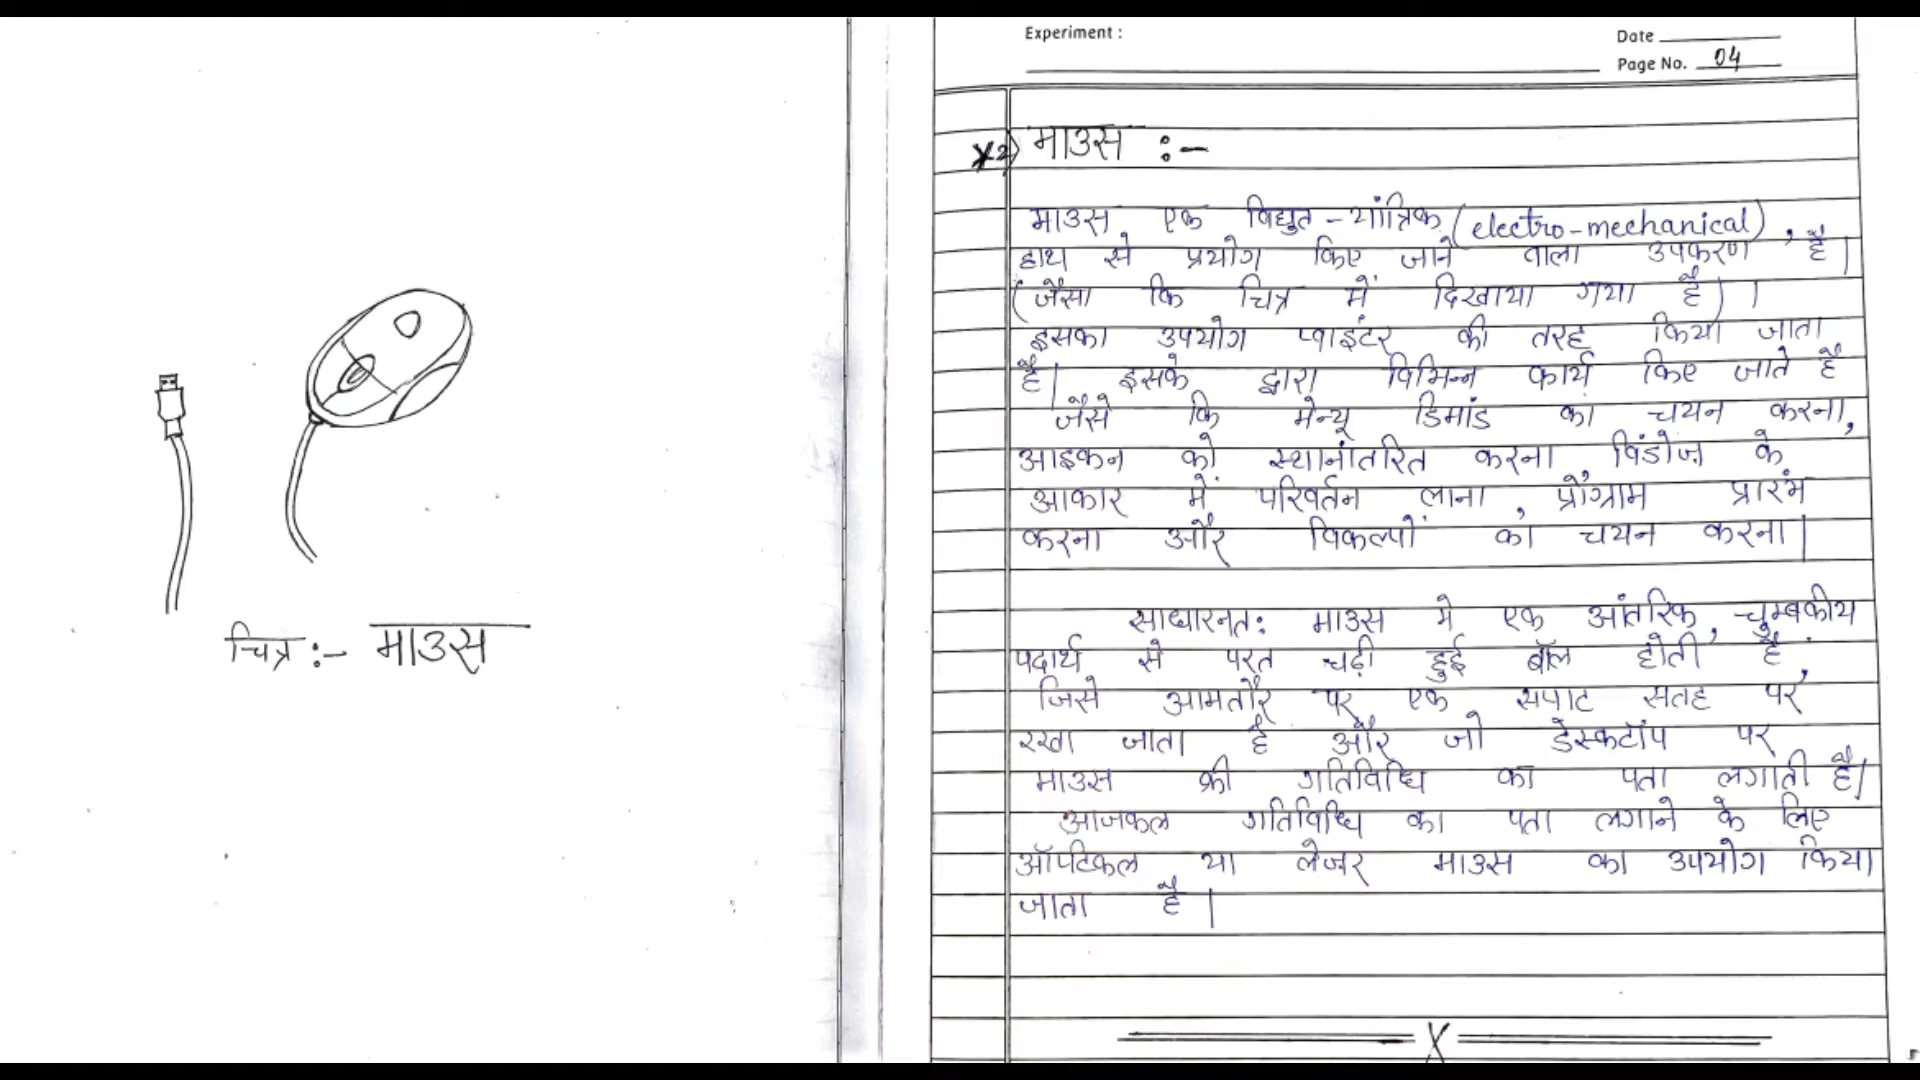 चित्र :- माउस
Experiment :
Date
Page No. 04
2) माउस :-
माउस एक विद्युत-यांत्रिक (electro-mechanical),
हाथ से प्रयोग किए जाने वाला उपकरण है।
(जैसा कि चित्र में दिखाया गया है) ।
इसका उपयोग प्वाइंटर की तरह किया जाता
है। इसके द्वारा विभिन्न कार्य किए जाते है
जैसे कि मेन्यू डिमांड का चयन करना,
आइकन को स्थानांतरित करना, विंडोज़ के
आकार में परिवर्तन लाना, प्रोग्राम प्रारंभ
करना और विकल्पों का चयन करना।
साधारनत: माउस मे एक आंतरिक, चुम्बकीय
पदार्थ से परत चढ़ी हुई बॉल होती है,
जिसे आमतौर पर एक सपाट सतह पर
रखा जाता है और जो डेस्कटॉप पर
माउस की गतिविधि का पता लगाती है।
आजकल गतिविधि का पता लगाने के लिए
ऑप्टिकल या लेजर माउस का उपयोग किया
जाता है।
X